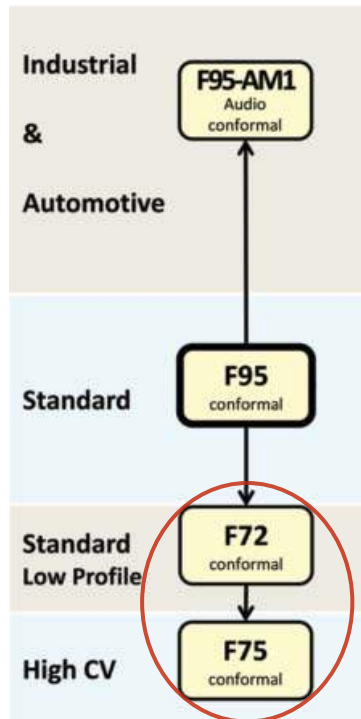 Industrial
&
Automotive
F95-AM1
Audio
conformal
Standard
F95
conformal
Standard
Low Profile
F72
conformal
High CV
F75
conformal